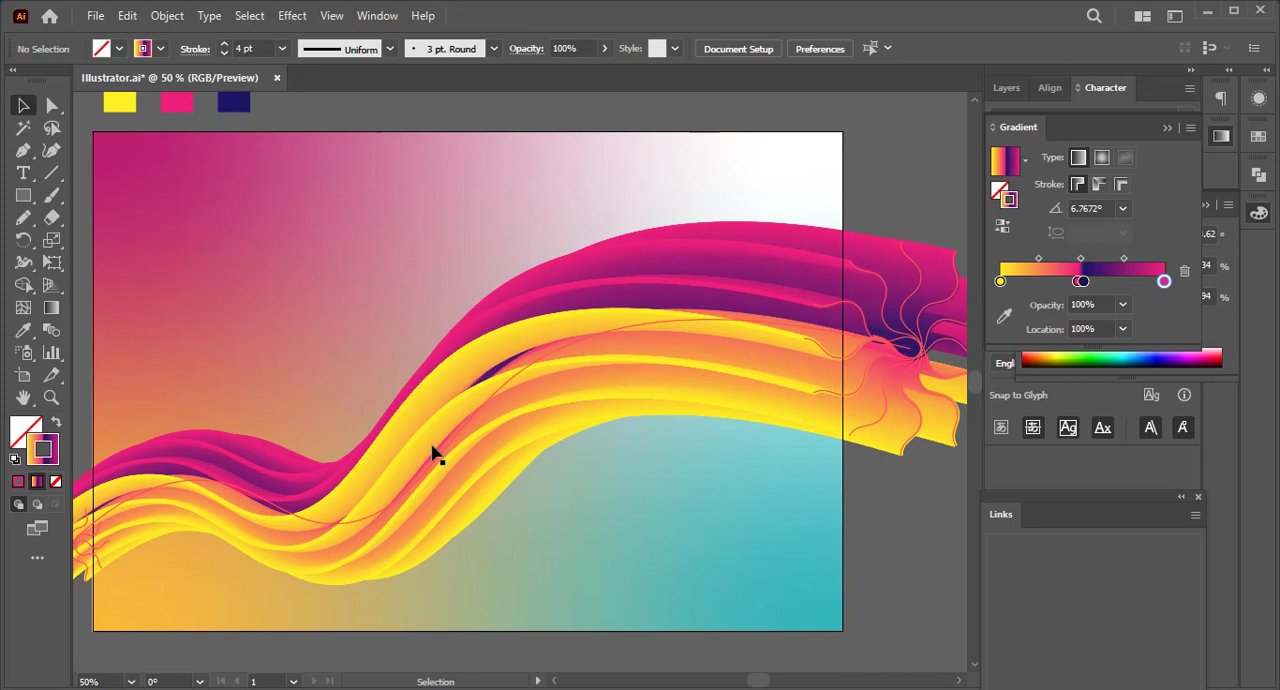 Ai File Edit Object Type Select Effect View Window Help
No Selection Stroke: 4 pt Uniform 3 pt. Round Opacity: 100% Style: Document Setup Preferences
Illustrator.ai* @ 50 % (RGB/Preview) ×
Layers Align Character
Gradient
Type:
Stroke:
6.7672°
Opacity: 100%
Location: 100%
Engl
Snap to Glyph
Links
50% 0° 1 Selection